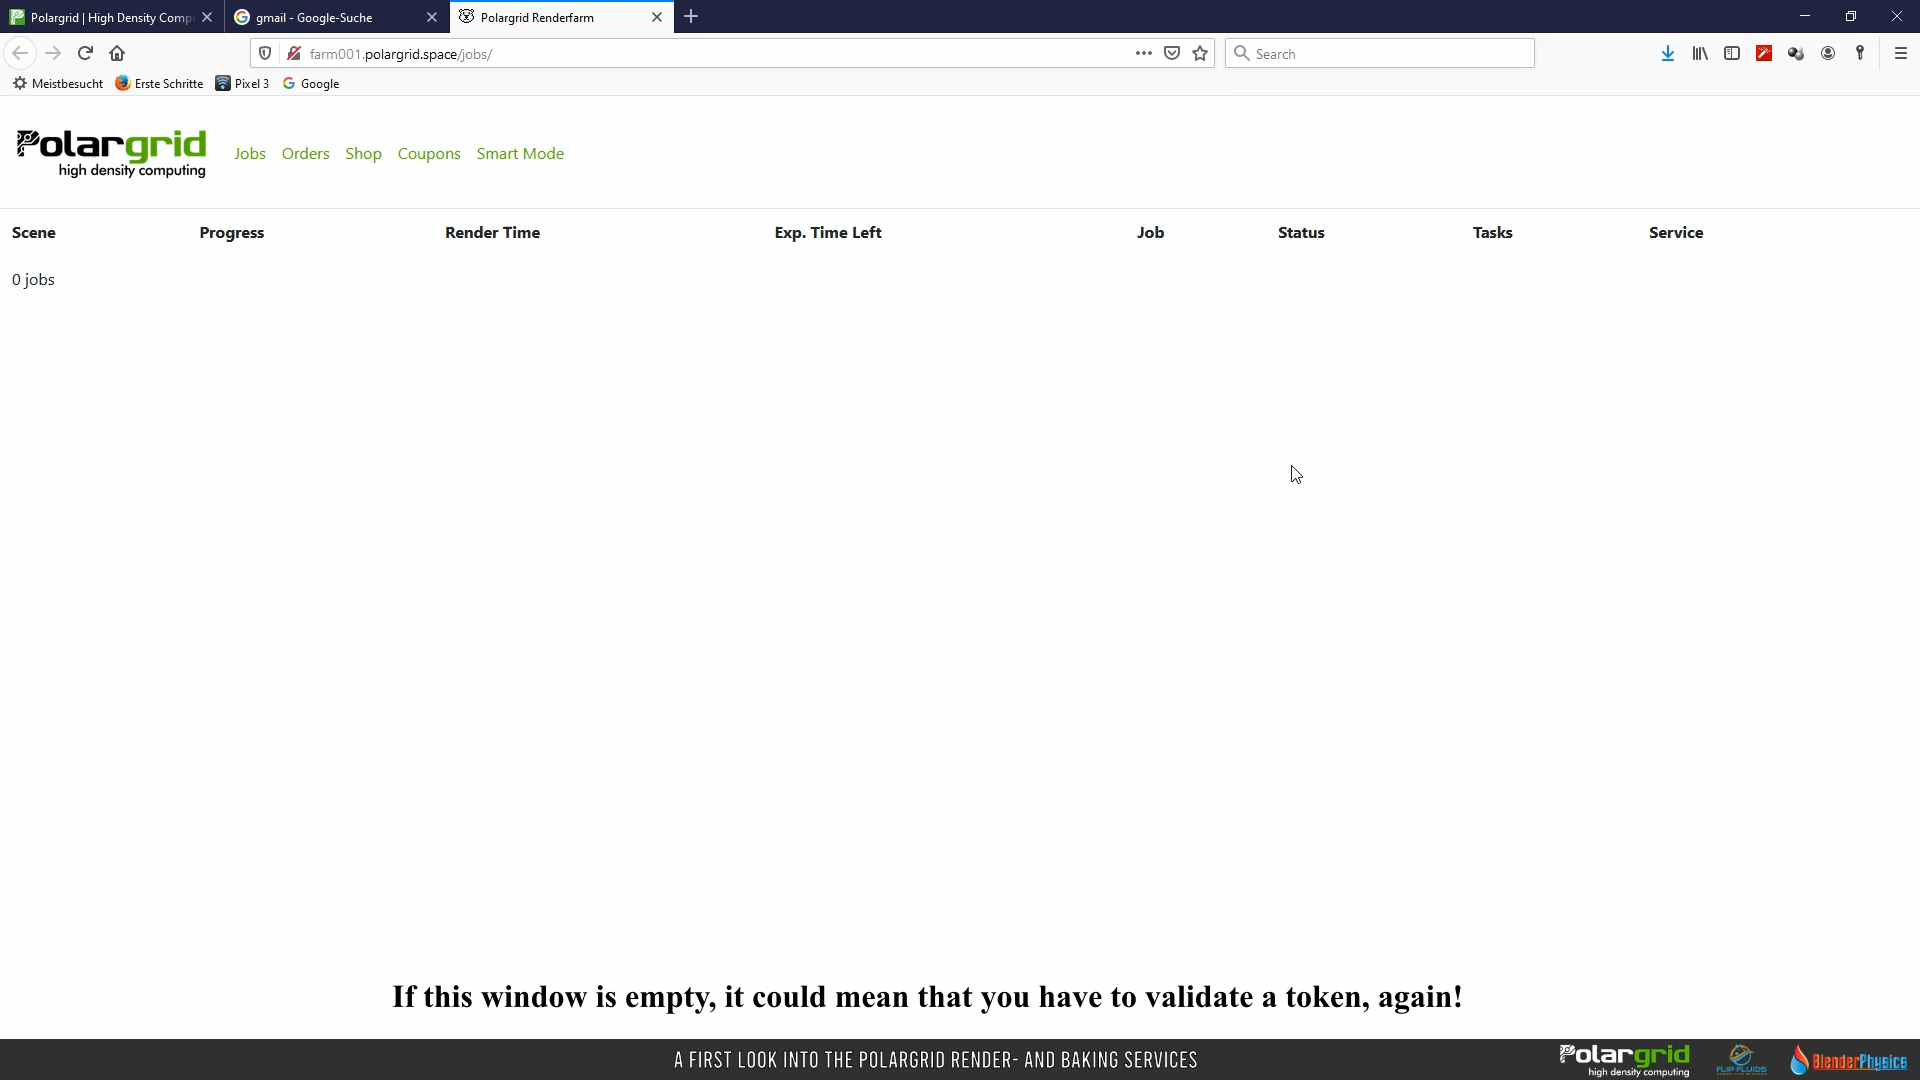 Polargrid | High Density Comp
gmail - Google-Suche
Polargrid Renderfarm
farm001.polargrid.space/jobs/
Search
Meistbesucht
Erste Schritte
Pixel 3
Google
Polargrid
high density computing
Jobs
Orders
Shop
Coupons
Smart Mode
Scene
Progress
Render Time
Exp. Time Left
Job
Status
Tasks
Service
0 jobs
If this window is empty, it could mean that you have to validate a token, again!
A FIRST LOOK INTO THE POLARGRID RENDER- AND BAKING SERVICES
Polargrid
high density computing
FLIP FLUIDS
BlenderPhysics